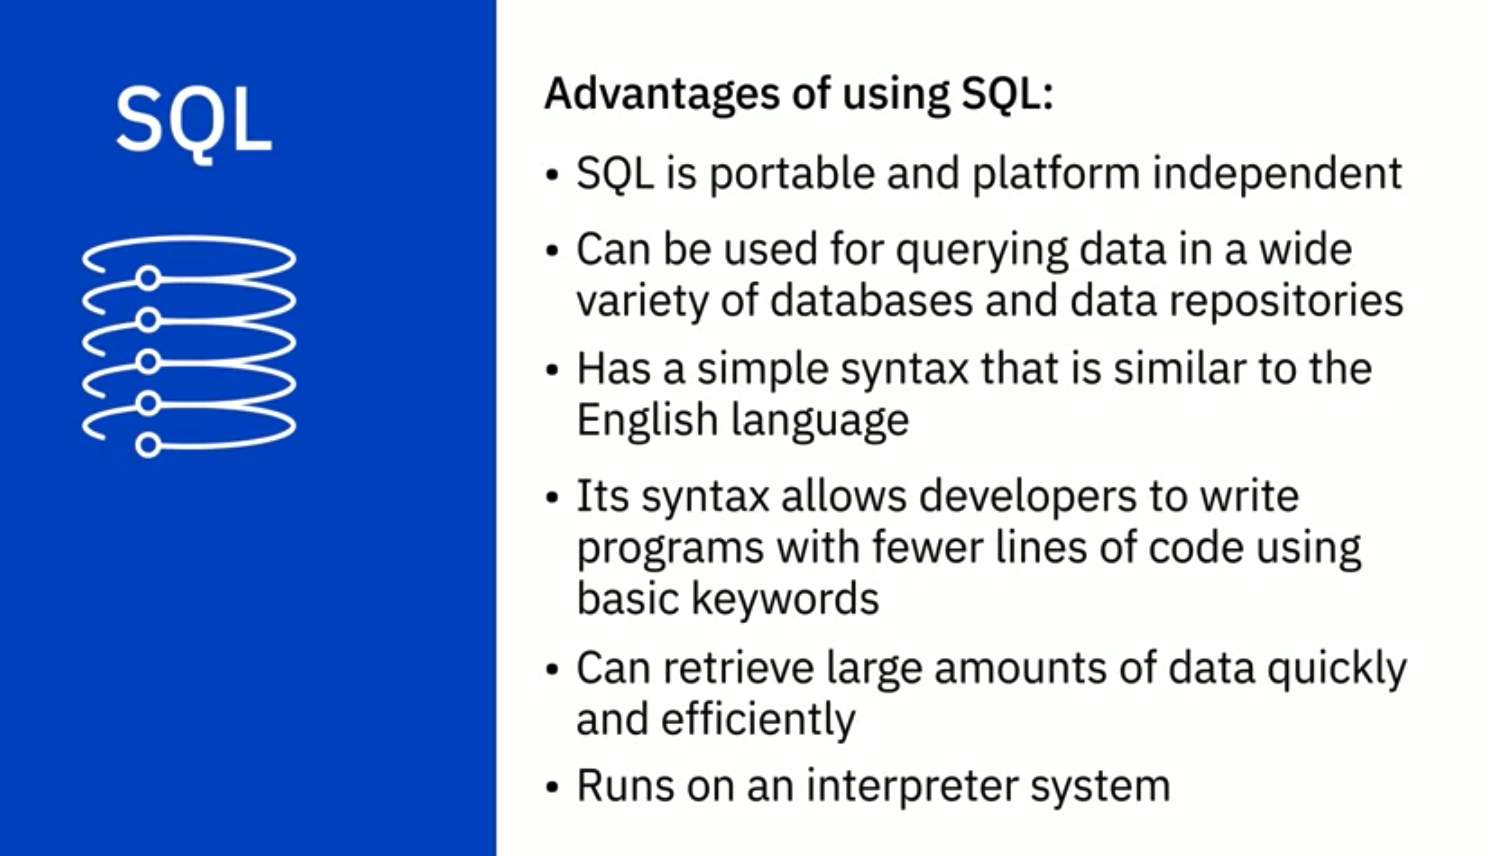 SQL
Advantages of using SQL:
• SQL is portable and platform independent
• Can be used for querying data in a wide
variety of databases and data repositories
• Has a simple syntax that is similar to the
English language
• Its syntax allows developers to write
programs with fewer lines of code using
basic keywords
• Can retrieve large amounts of data quickly
and efficiently
• Runs on an interpreter system